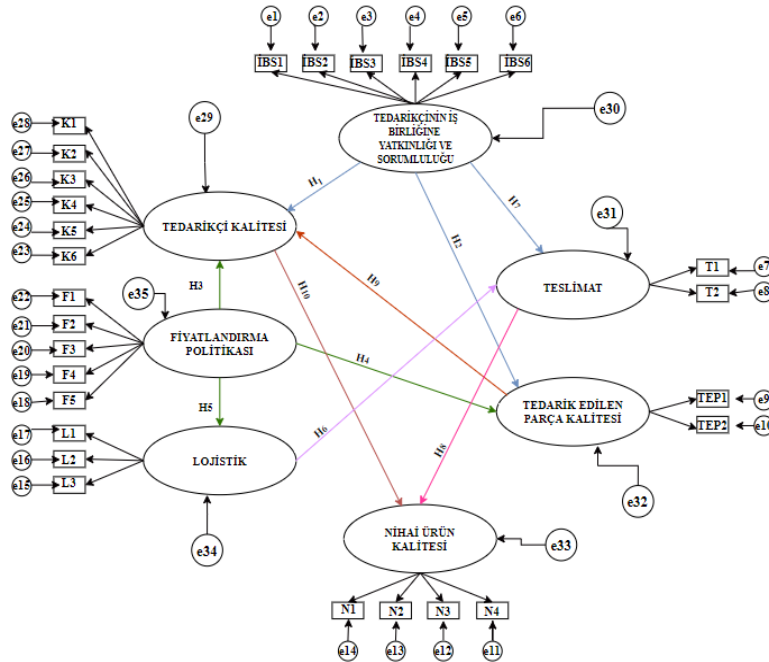 e1
e2
e3
e4
e5
e6
İBS1
İBS2
İBS3
İBS4
İBS5
İBS6
TEDARİKÇİNİN İŞ
BİRLİĞİNE
YATKINLIĞI VE
SORUMLULUĞU
e30
e29
e28
K1
e27
K2
e26
K3
e25
K4
e24
K5
e23
K6
TEDARİKÇİ KALİTESİ
H1
H7
H2
e31
TESLİMAT
T1
e7
T2
e8
H3
H10
H9
e35
e22
F1
e21
F2
e20
F3
e19
F4
e18
F5
FİYATLANDIRMA
POLİTİKASI
H4
H5
H6
H8
TEDARİK EDİLEN
PARÇA KALİTESİ
TEP1
e9
TEP2
e10
e32
e17
L1
e16
L2
e15
L3
LOJİSTİK
e34
NİHAİ ÜRÜN
KALİTESİ
e33
N1
N2
N3
N4
e14
e13
e12
e11